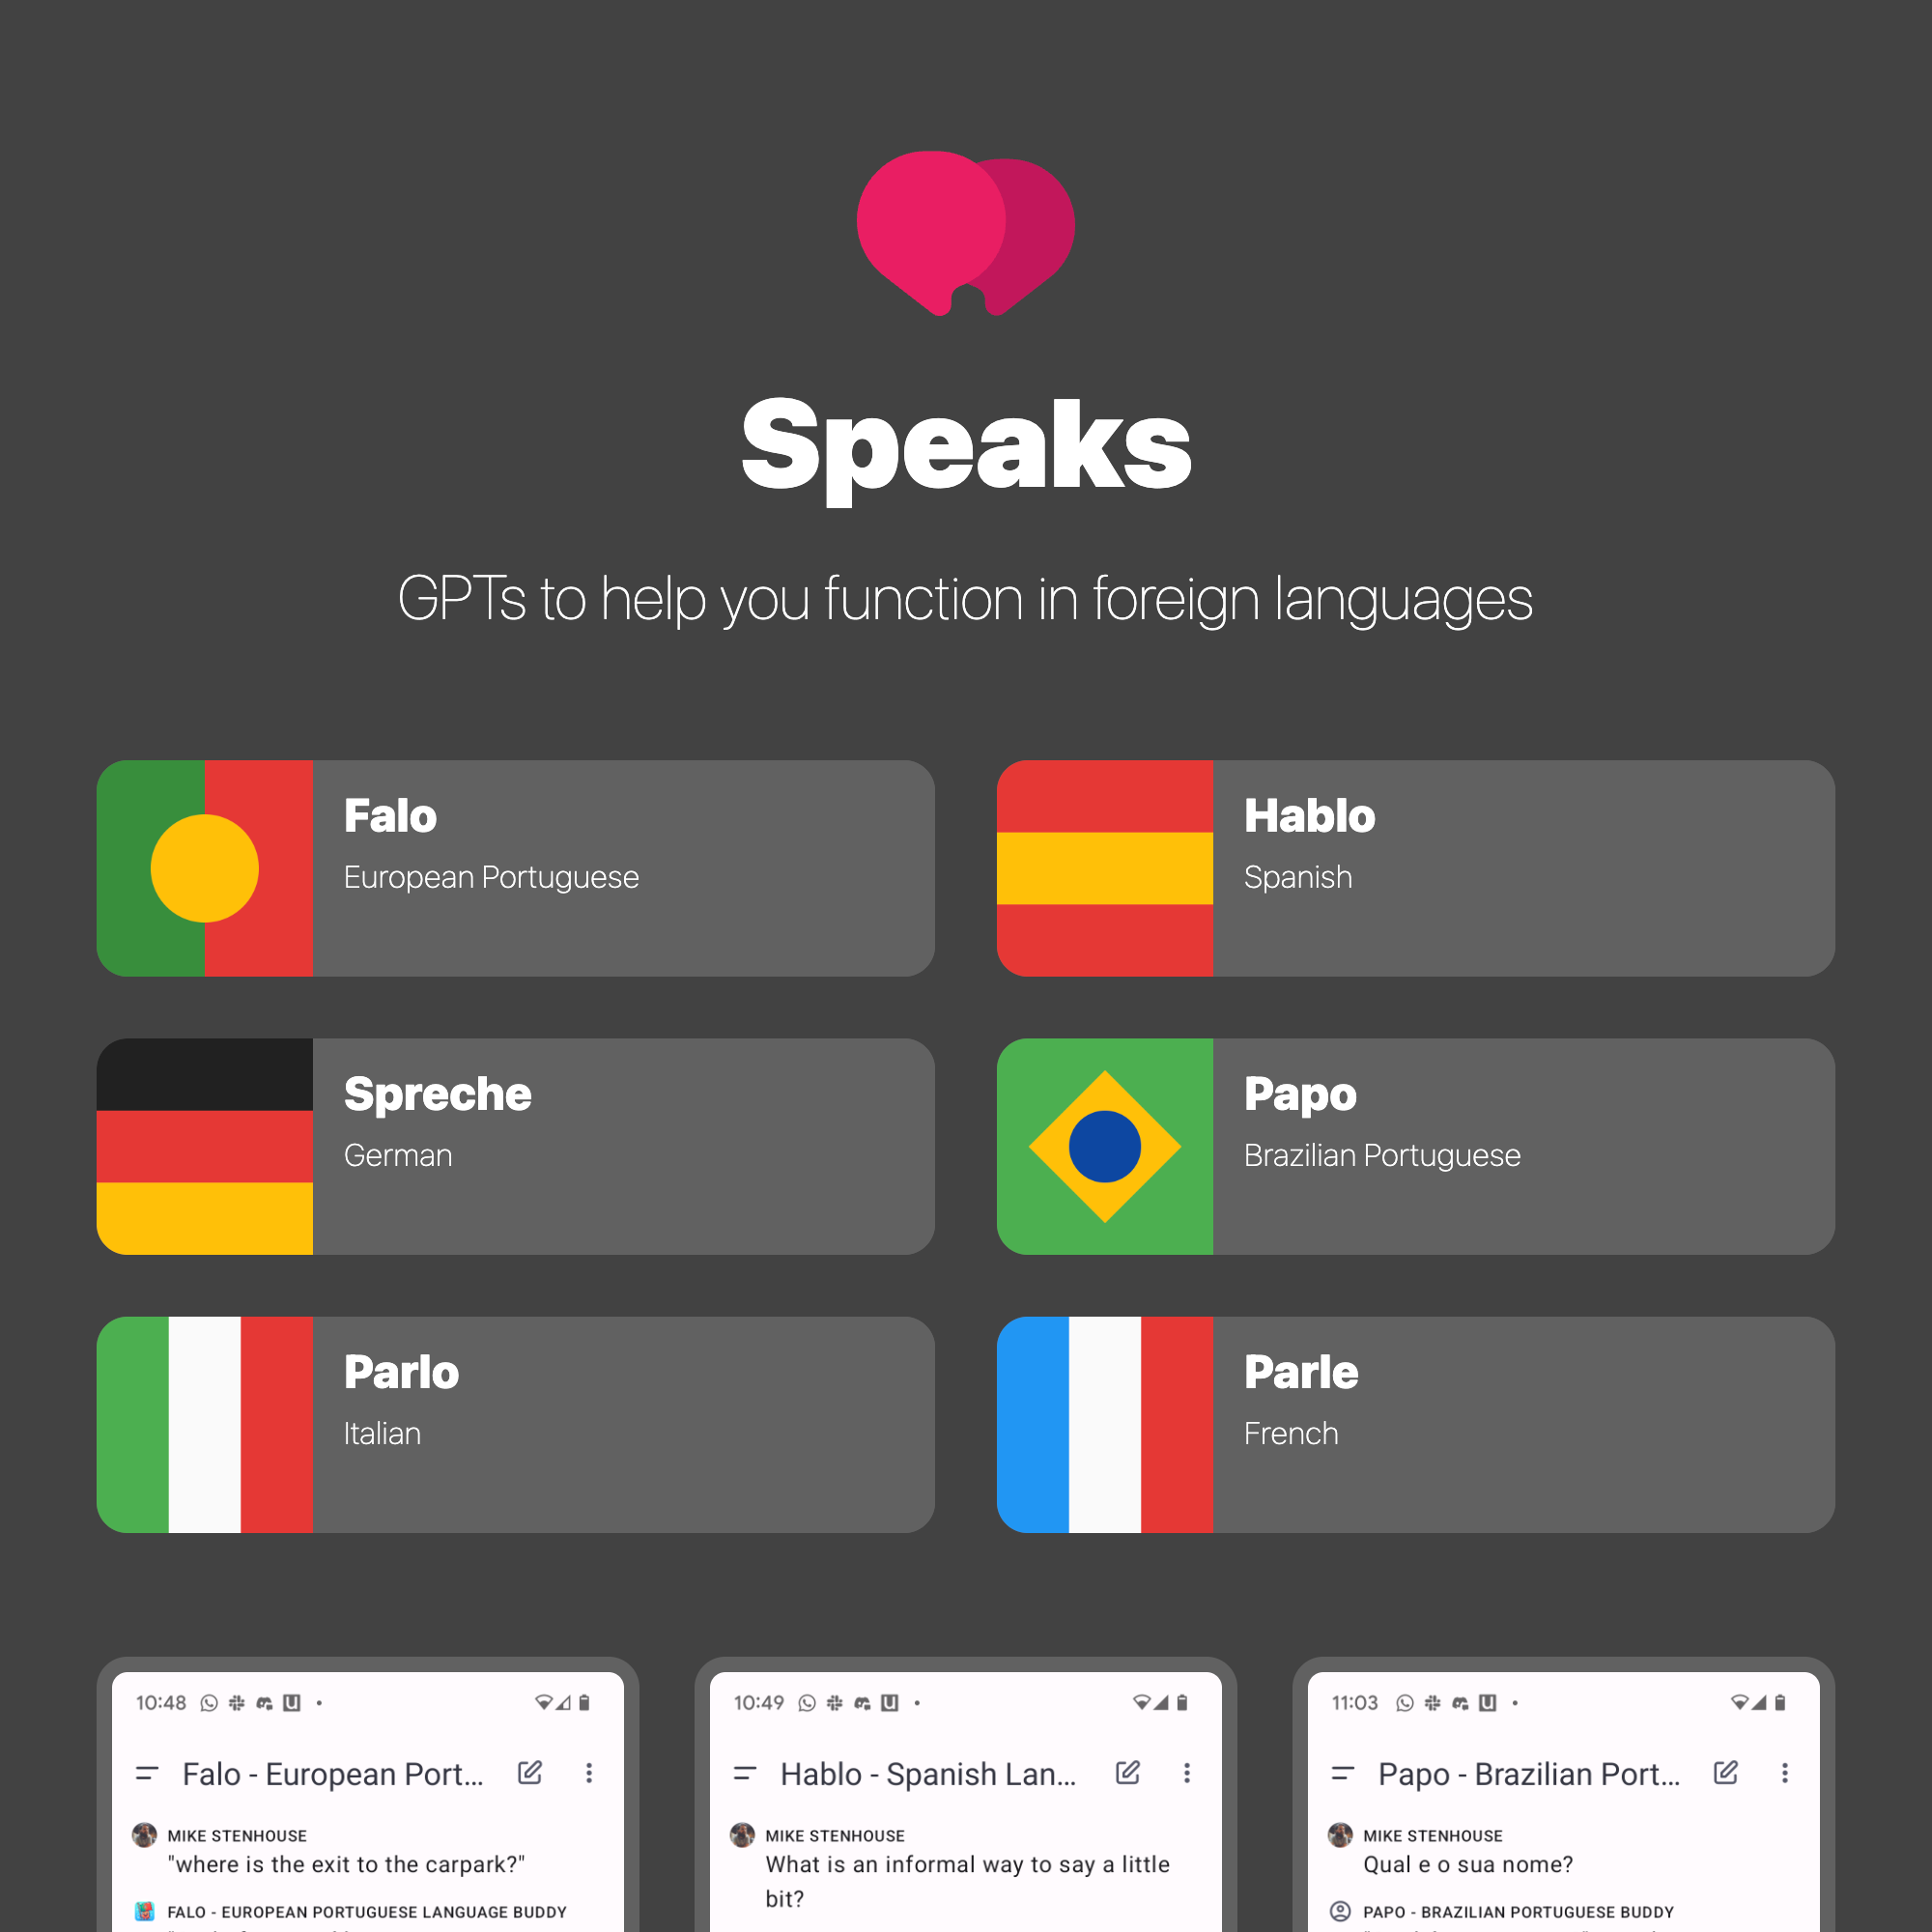 Speaks
GPTs to help you function in foreign languages
Falo
European Portuguese
Hablo
Spanish
Spreche
German
Papo
Brazilian Portuguese
Parlo
Italian
Parle
French
10:48
Falo - European Port...
MIKE STENHOUSE
"where is the exit to the carpark?"
FALO - EUROPEAN PORTUGUESE LANGUAGE BUDDY
10:49
Hablo - Spanish Lan...
MIKE STENHOUSE
What is an informal way to say a little
bit?
11:03
Papo - Brazilian Port...
MIKE STENHOUSE
Qual e o sua nome?
PAPO - BRAZILIAN PORTUGUESE BUDDY